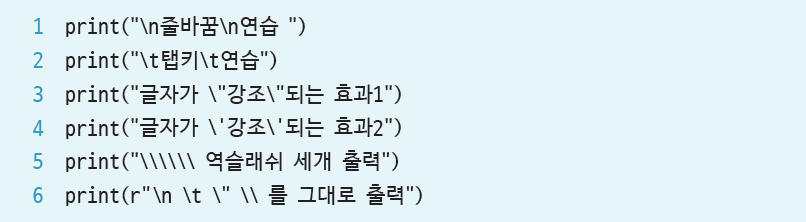 1 print("\n줄바꿈\n연습 ")
2 print("\t탭키\t연습")
3 print("글자가 \"강조\"되는 효과1")
4 print("글자가 \'강조\'되는 효과2")
5 print("\\\\\\ 역슬래쉬 세개 출력")
6 print(r"\n \t \" \\ 를 그대로 출력")